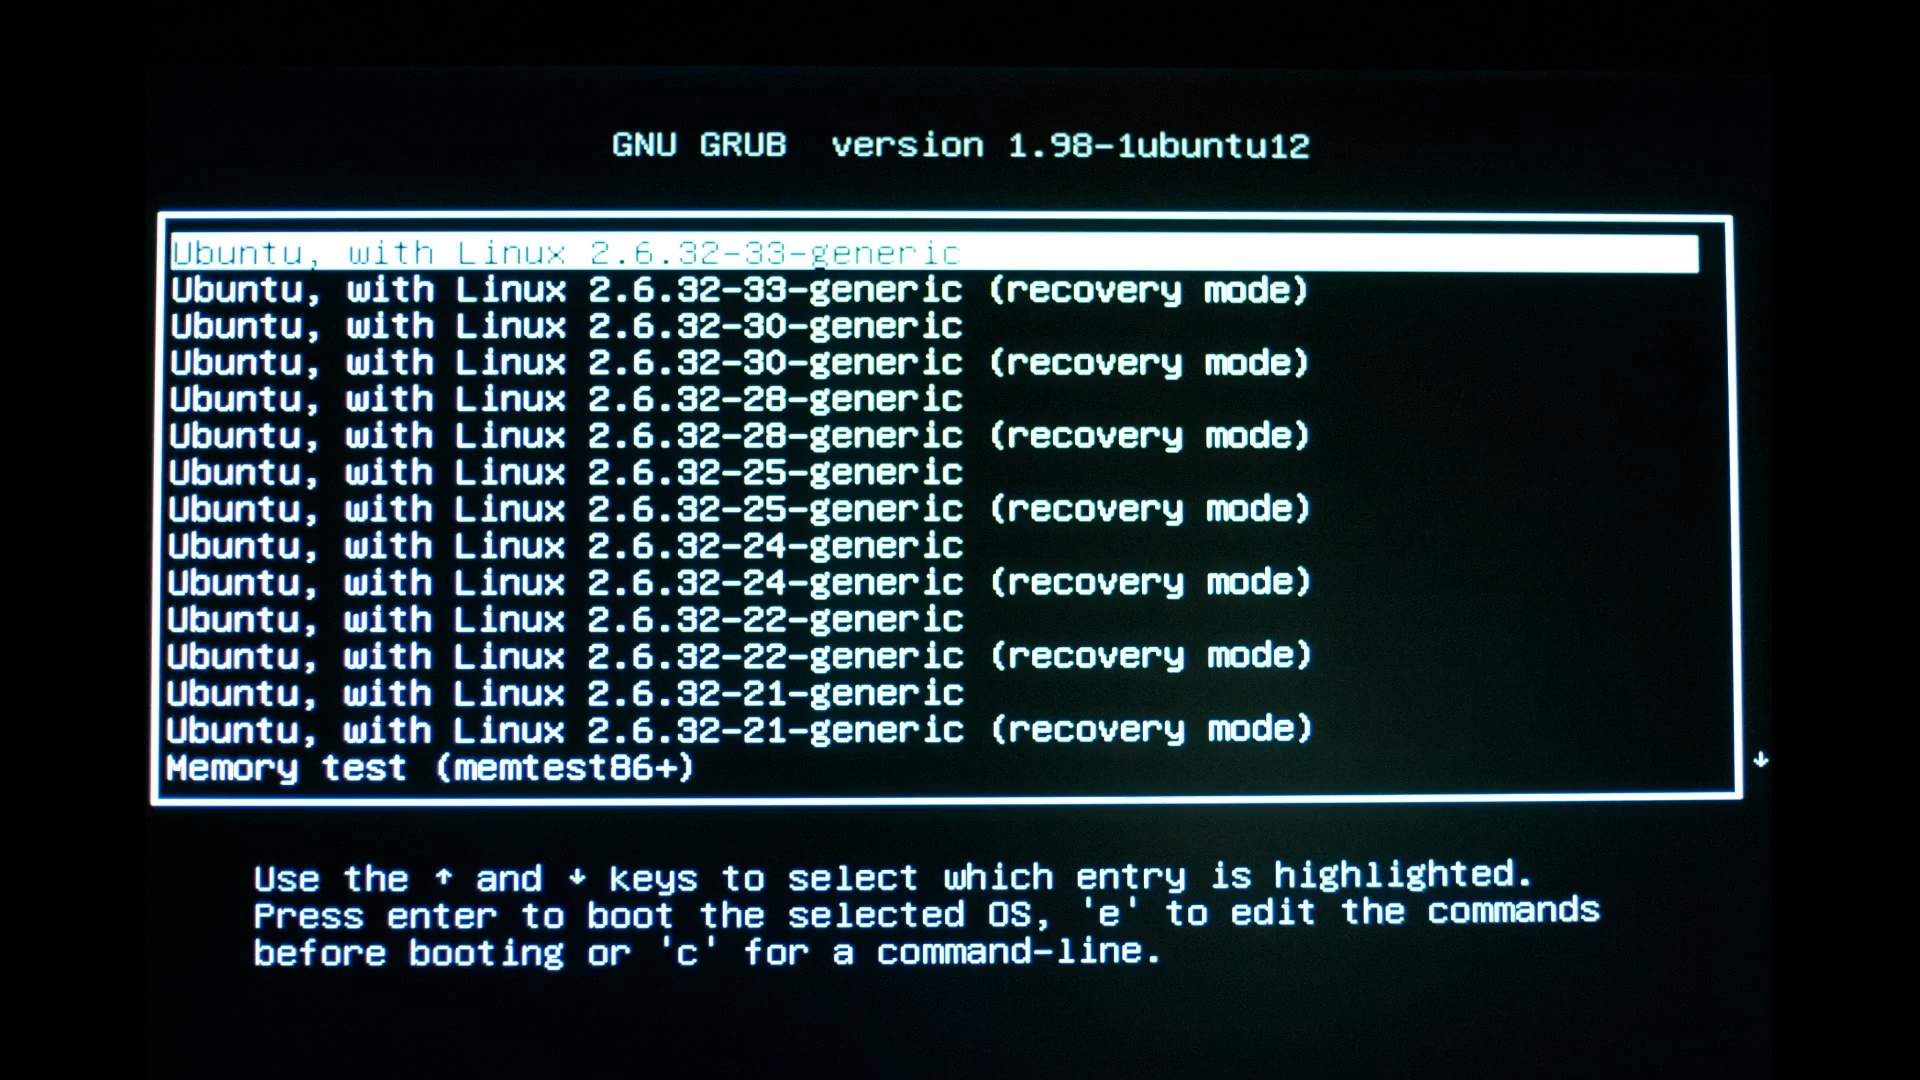 GNU GRUB  version 1.98-1ubuntu12
Ubuntu, with Linux 2.6.32-33-generic
Ubuntu, with Linux 2.6.32-33-generic (recovery mode)
Ubuntu, with Linux 2.6.32-30-generic
Ubuntu, with Linux 2.6.32-30-generic (recovery mode)
Ubuntu, with Linux 2.6.32-28-generic
Ubuntu, with Linux 2.6.32-28-generic (recovery mode)
Ubuntu, with Linux 2.6.32-25-generic
Ubuntu, with Linux 2.6.32-25-generic (recovery mode)
Ubuntu, with Linux 2.6.32-24-generic
Ubuntu, with Linux 2.6.32-24-generic (recovery mode)
Ubuntu, with Linux 2.6.32-22-generic
Ubuntu, with Linux 2.6.32-22-generic (recovery mode)
Ubuntu, with Linux 2.6.32-21-generic
Ubuntu, with Linux 2.6.32-21-generic (recovery mode)
Memory test (memtest86+) ↓
Use the ↑ and ↓ keys to select which entry is highlighted.
Press enter to boot the selected OS, 'e' to edit the commands
before booting or 'c' for a command-line.